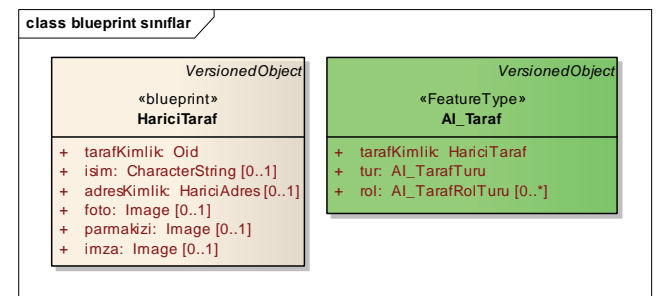 class blueprint sınıflar
VersionedObject
«blueprint»
HariciTaraf
+ tarafKimlik: Oid
+ isim: CharacterString [0..1]
+ adresKimlik: HariciAdres [0..1]
+ foto: Image [0..1]
+ parmakizi: Image [0..1]
+ imza: Image [0..1]
VersionedObject
«FeatureType»
AI_Taraf
+ tarafKimlik: HariciTaraf
+ tur: AI_TarafTuru
+ rol: AI_TarafRolTuru [0..*]